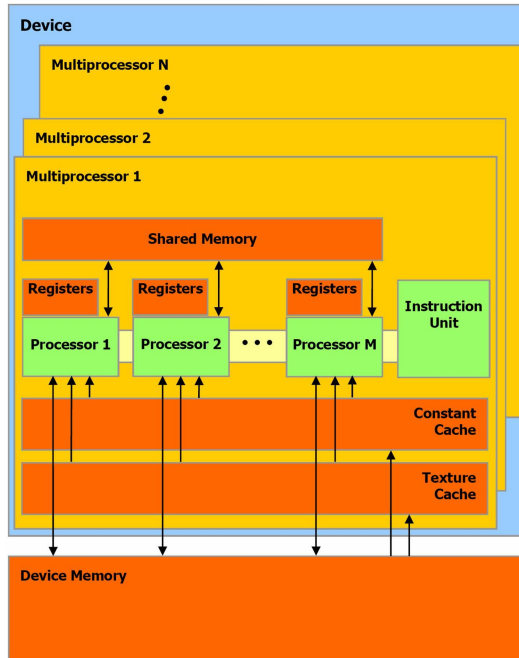 Device
Multiprocessor N
Multiprocessor 2
Multiprocessor 1
Shared Memory
Registers
Registers
Registers
Instruction
Unit
Processor 1
Processor 2
Processor M
Constant
Cache
Texture
Cache
Device Memory